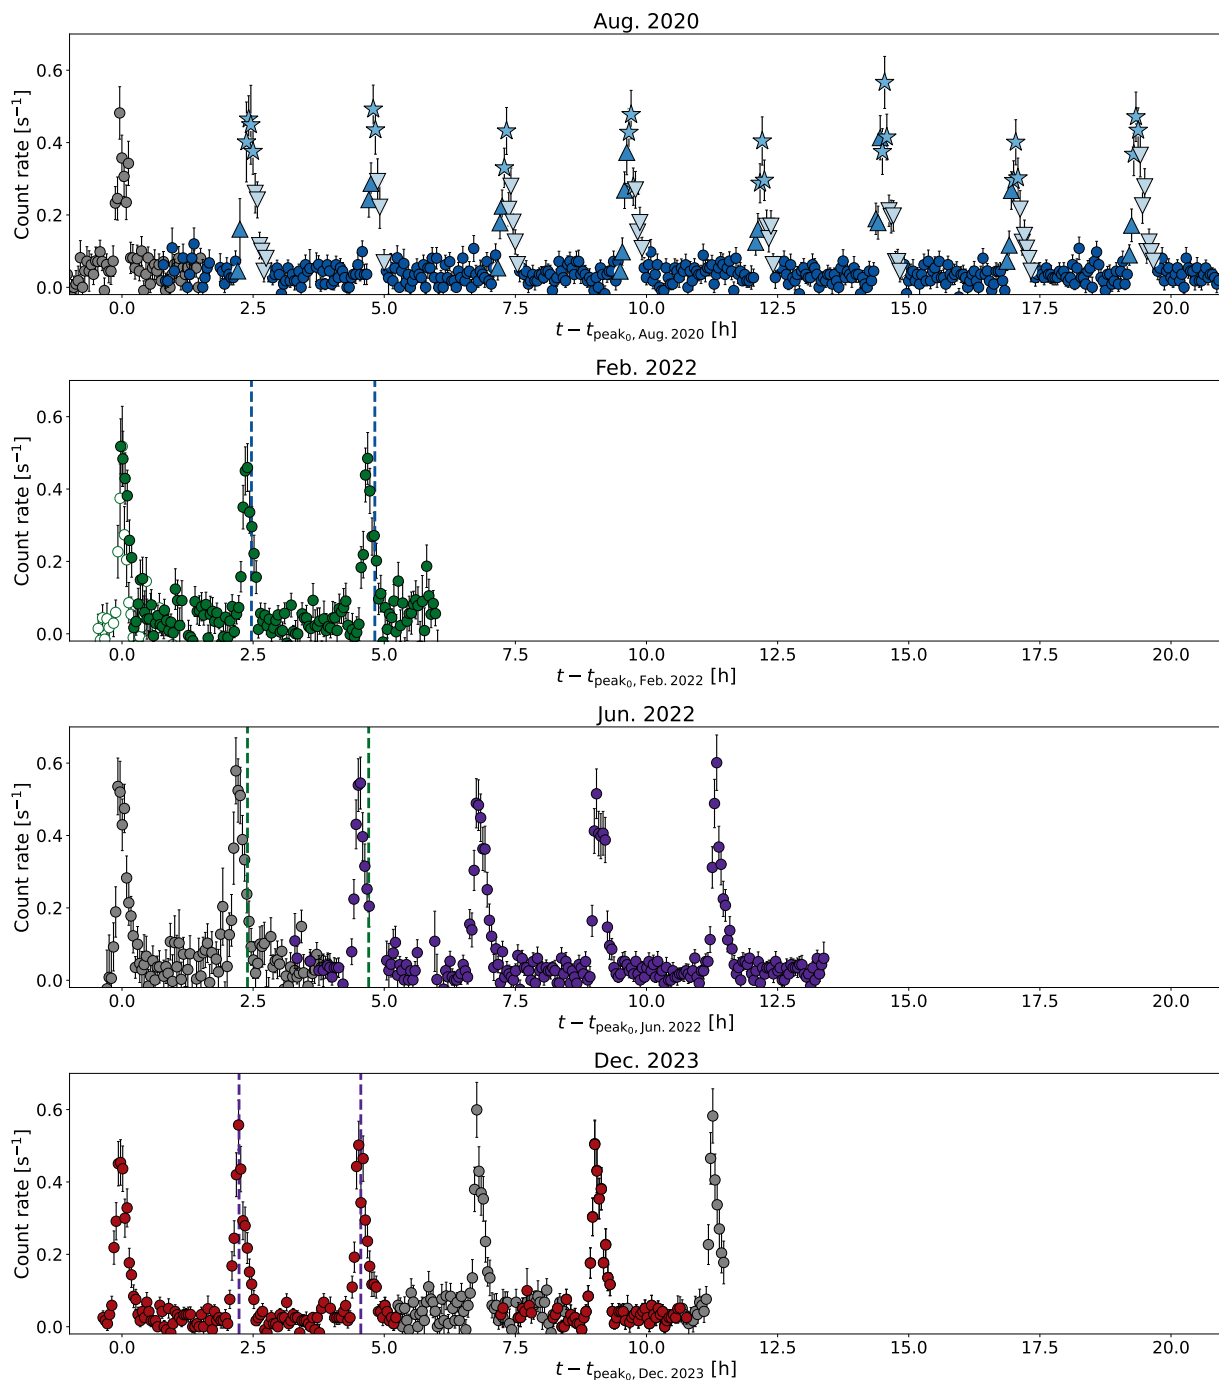 Aug. 2020
Count rate [s⁻¹]
0.6
0.4
0.2
0.0
0.0 2.5 5.0 7.5 10.0 12.5 15.0 17.5 20.0
t − t_peak₀, Aug. 2020 [h]
Feb. 2022
Count rate [s⁻¹]
0.6
0.4
0.2
0.0
0.0 2.5 5.0 7.5 10.0 12.5 15.0 17.5 20.0
t − t_peak₀, Feb. 2022 [h]
Jun. 2022
Count rate [s⁻¹]
0.6
0.4
0.2
0.0
0.0 2.5 5.0 7.5 10.0 12.5 15.0 17.5 20.0
t − t_peak₀, Jun. 2022 [h]
Dec. 2023
Count rate [s⁻¹]
0.6
0.4
0.2
0.0
0.0 2.5 5.0 7.5 10.0 12.5 15.0 17.5 20.0
t − t_peak₀, Dec. 2023 [h]